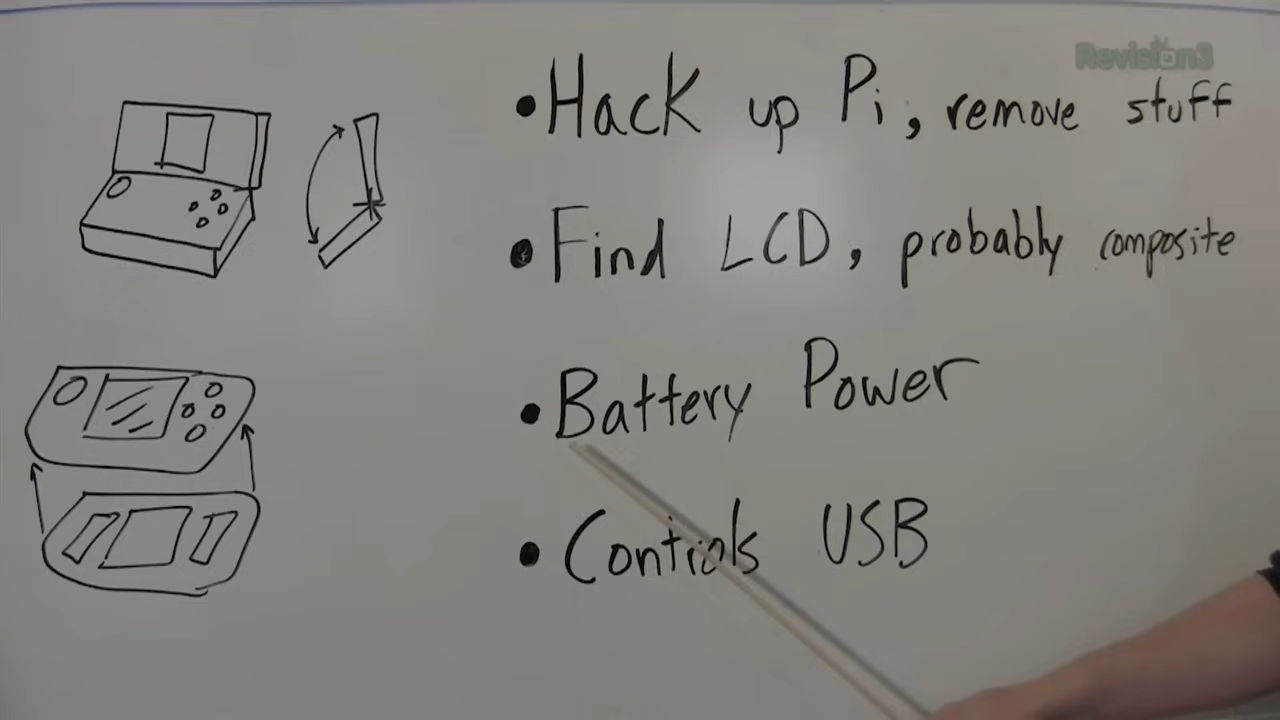 Revision3
• Hack up Pi, remove stuff
• Find LCD, probably composite
• Battery Power
• Controls USB